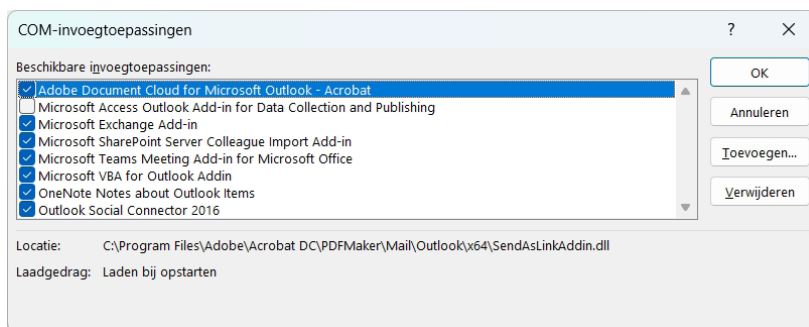 COM-invoegtoepassingen
Beschikbare invoegtoepassingen:
Adobe Document Cloud for Microsoft Outlook - Acrobat
Microsoft Access Outlook Add-in for Data Collection and Publishing
Microsoft Exchange Add-in
Microsoft SharePoint Server Colleague Import Add-in
Microsoft Teams Meeting Add-in for Microsoft Office
Microsoft VBA for Outlook Addin
OneNote Notes about Outlook Items
Outlook Social Connector 2016
OK
Annuleren
Toevoegen...
Verwijderen
Locatie: C:\Program Files\Adobe\Acrobat DC\PDFMaker\Mail\Outlook\x64\SendAsLinkAddin.dll
Laadgedrag: Laden bij opstarten